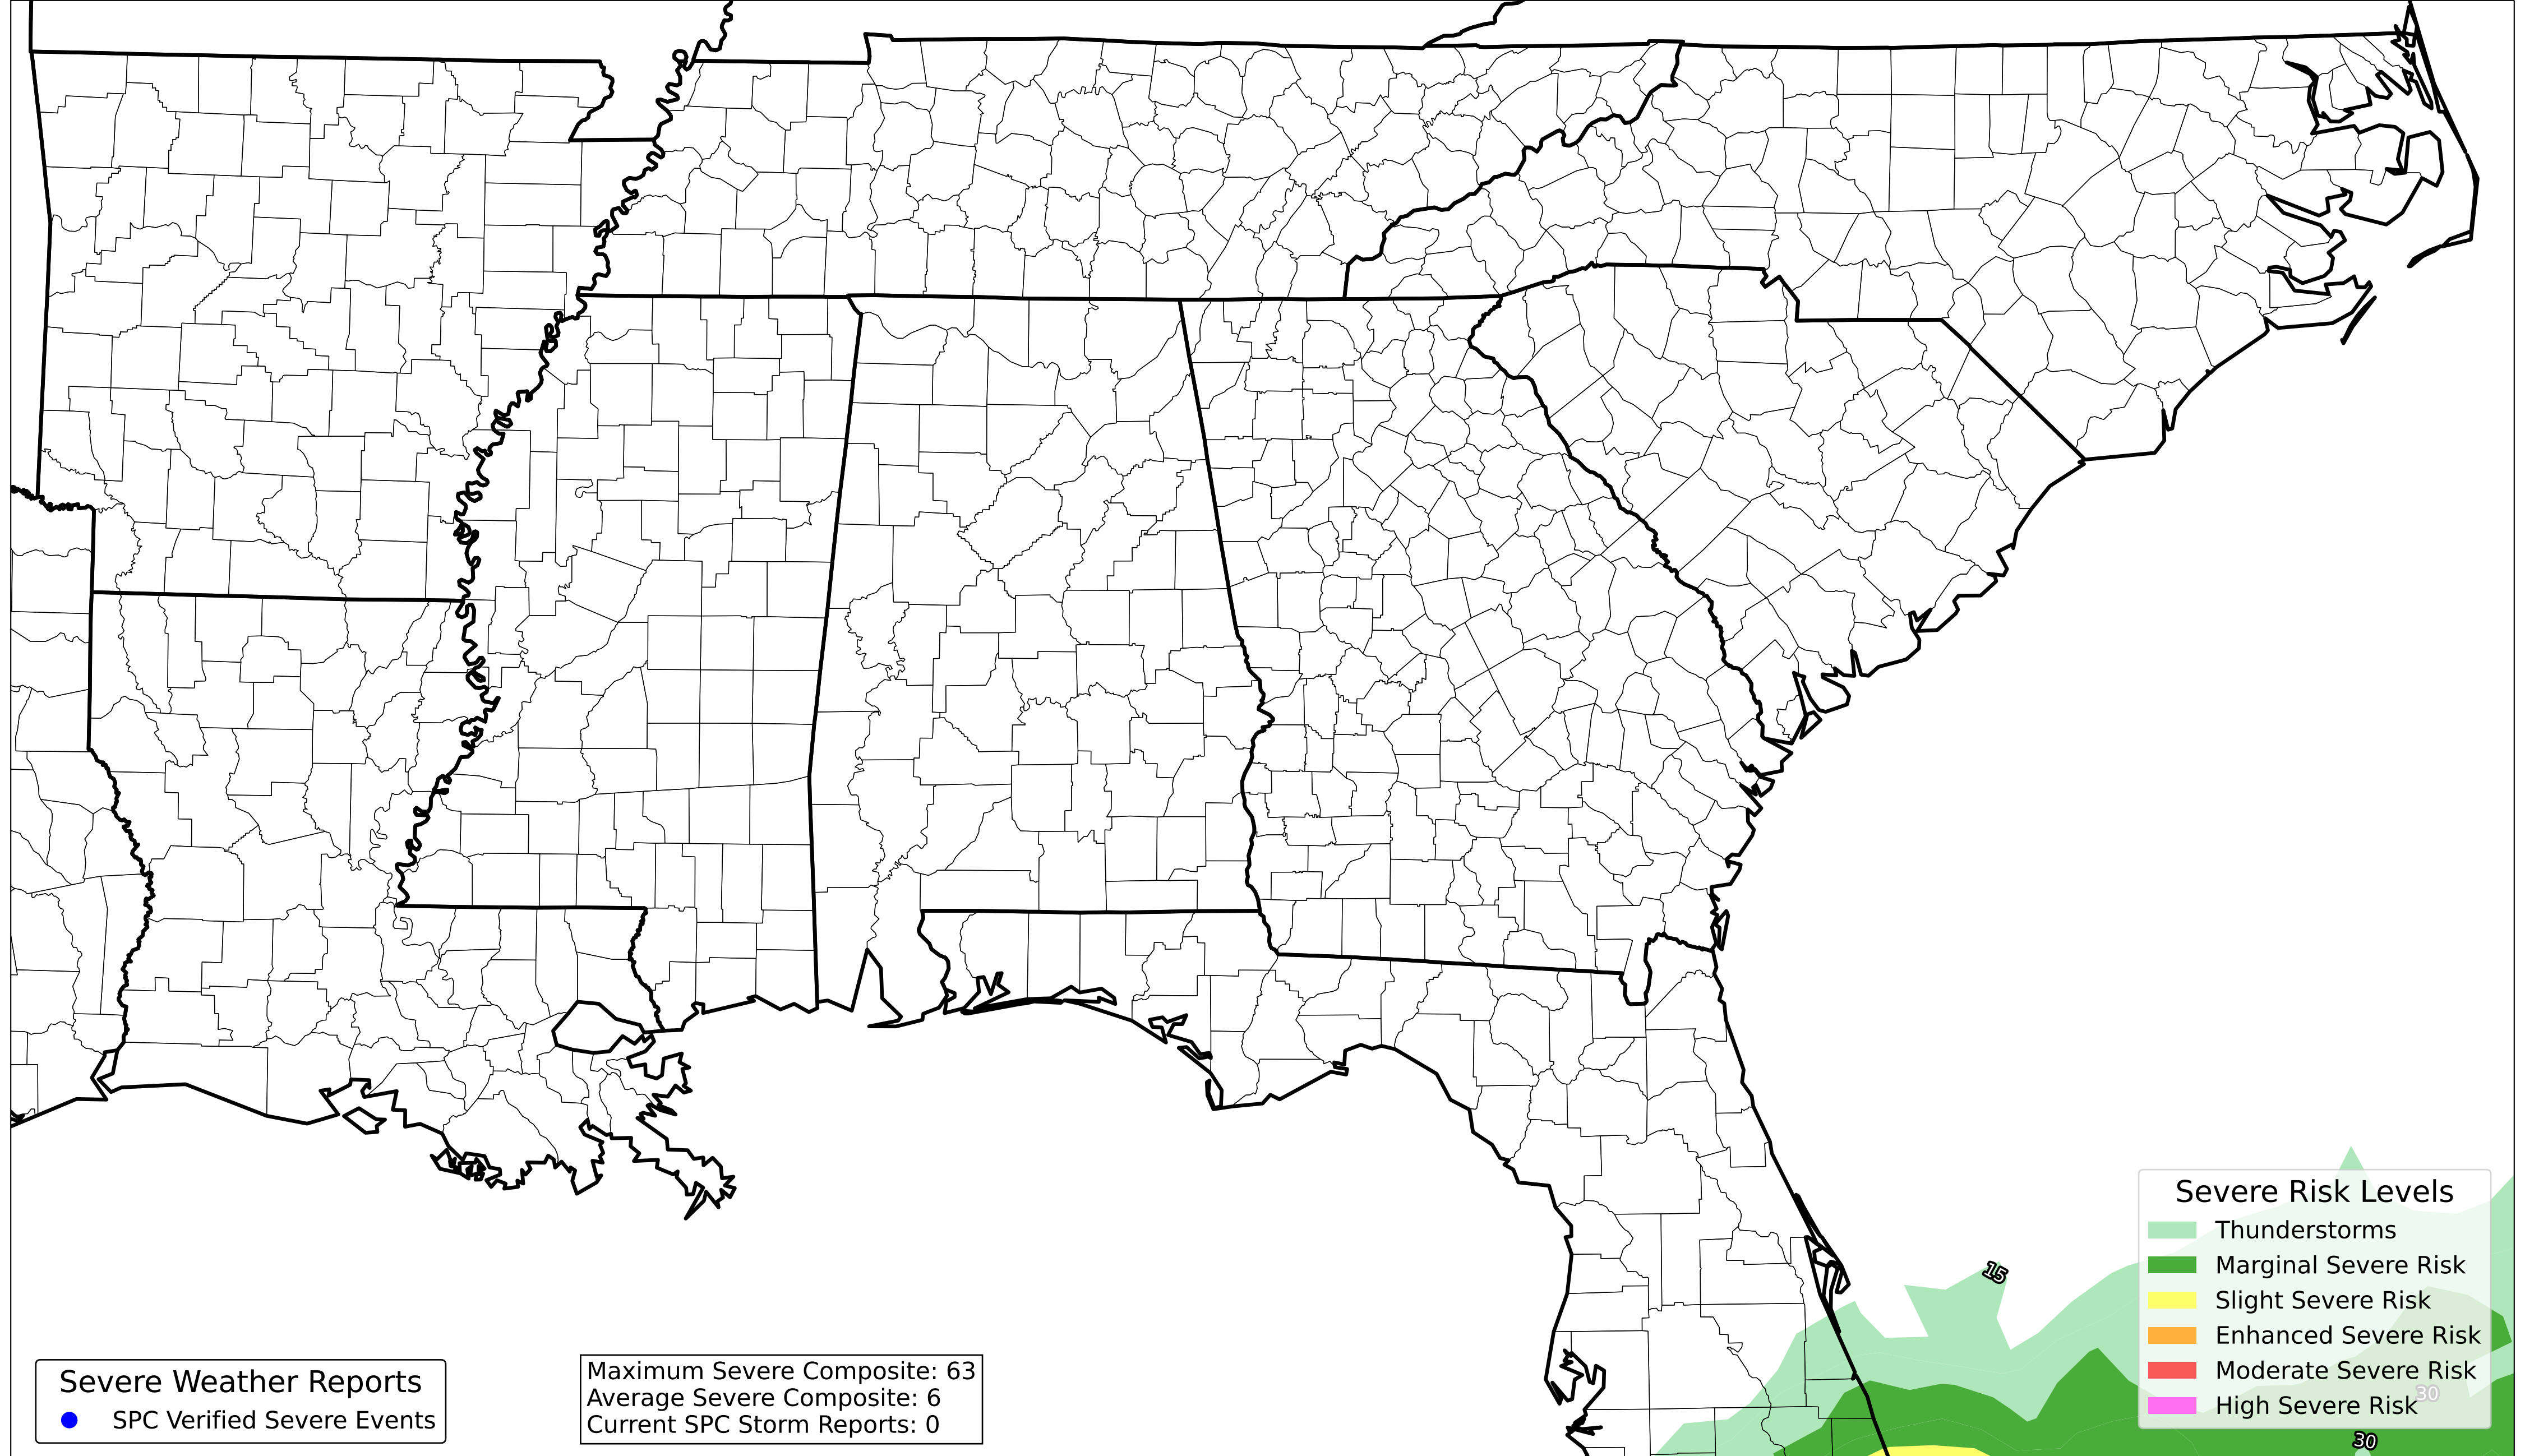 15
Severe Risk Levels
Thunderstorms
Marginal Severe Risk
Slight Severe Risk
Enhanced Severe Risk
Moderate Severe Risk
High Severe Risk
30
30
Severe Weather Reports
SPC Verified Severe Events
Maximum Severe Composite: 63
Average Severe Composite: 6
Current SPC Storm Reports: 0